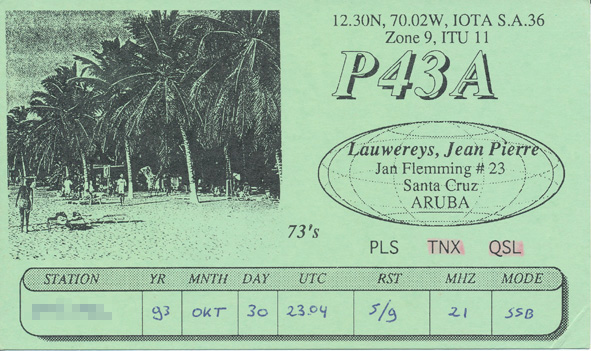 12.30N, 70.02W, IOTA S.A.36
Zone 9, ITU 11
P43A
Lauwereys, Jean Pierre
Jan Flemming # 23
Santa Cruz
ARUBA
73's
PLS TNX QSL
STATION YR MNTH DAY UTC RST MHZ MODE
93 OKT 30 23.04 5/9 21 SSB